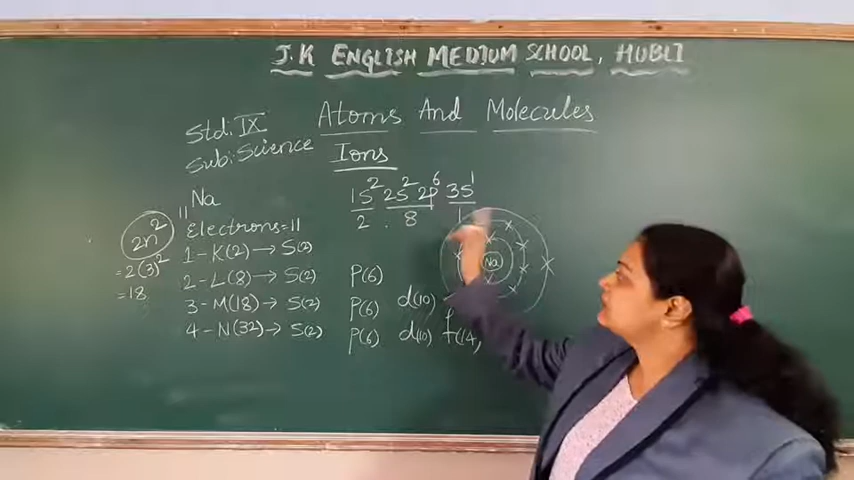 J.K ENGLISH MEDIUM SCHOOL, HUBLI
Std: IX Atoms And Molecules
Sub: Science Ions
Na 1S² 2S² 2p⁶ 3S¹
11 Electrons = 11 2 . 8 1
2n²
= 2(3)²
= 18
1 - K(2) → S(2)
2 - L(8) → S(2) P(6)
3 - M(18) → S(2) P(6) d(10)
4 - N(32) → S(2) P(6) d(10) f(14)
Na